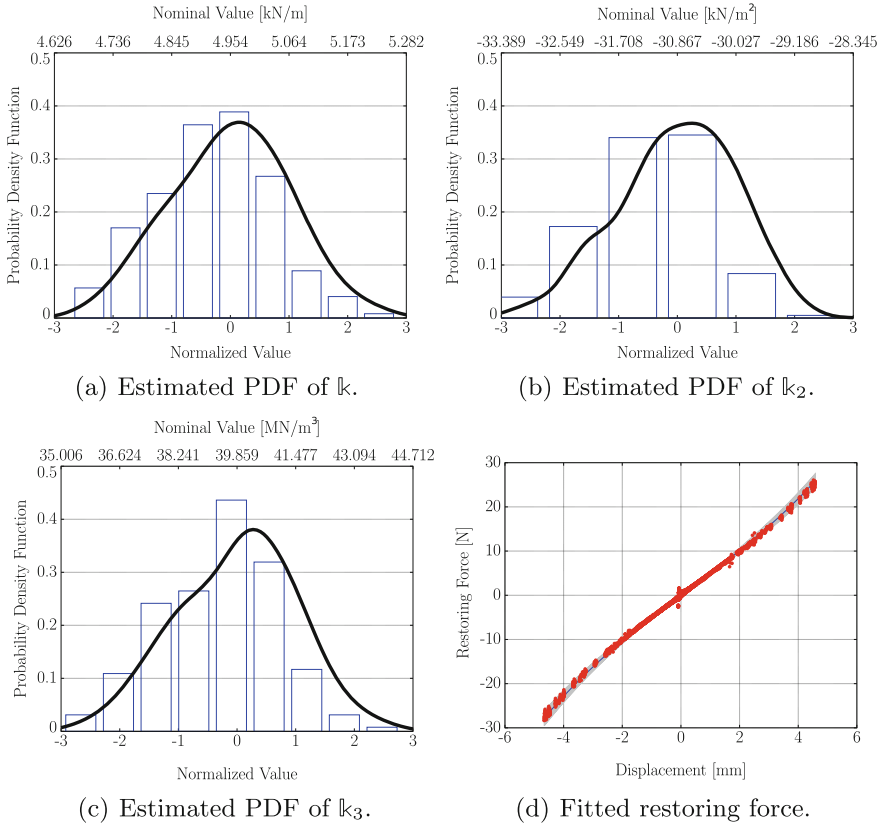 Nominal Value [kN/m]
4.626 4.736 4.845 4.954 5.064 5.173 5.282
0.5
0.4
0.3
0.2
0.1
0
Probability Density Function
-3 -2 -1 0 1 2 3
Normalized Value
(a) Estimated PDF of 𝕜.
Nominal Value [kN/m²]
-33.389 -32.549 -31.708 -30.867 -30.027 -29.186 -28.345
0.5
0.4
0.3
0.2
0.1
0
Probability Density Function
-3 -2 -1 0 1 2 3
Normalized Value
(b) Estimated PDF of 𝕜₂.
Nominal Value [MN/m³]
35.006 36.624 38.241 39.859 41.477 43.094 44.712
0.5
0.4
0.3
0.2
0.1
0
Probability Density Function
-3 -2 -1 0 1 2 3
Normalized Value
(c) Estimated PDF of 𝕜₃.
30
20
10
0
-10
-20
-30
Restoring Force [N]
-6 -4 -2 0 2 4 6
Displacement [mm]
(d) Fitted restoring force.